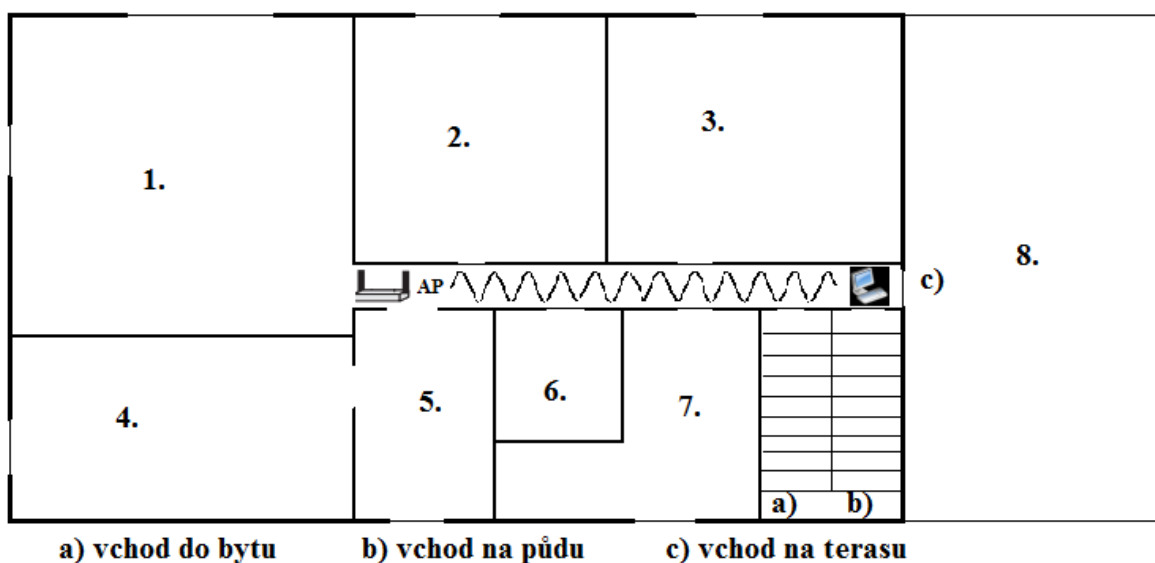 1.
2.
3.
8.
AP
c)
4.
5.
6.
7.
a) b)
a) vchod do bytu b) vchod na půdu c) vchod na terasu